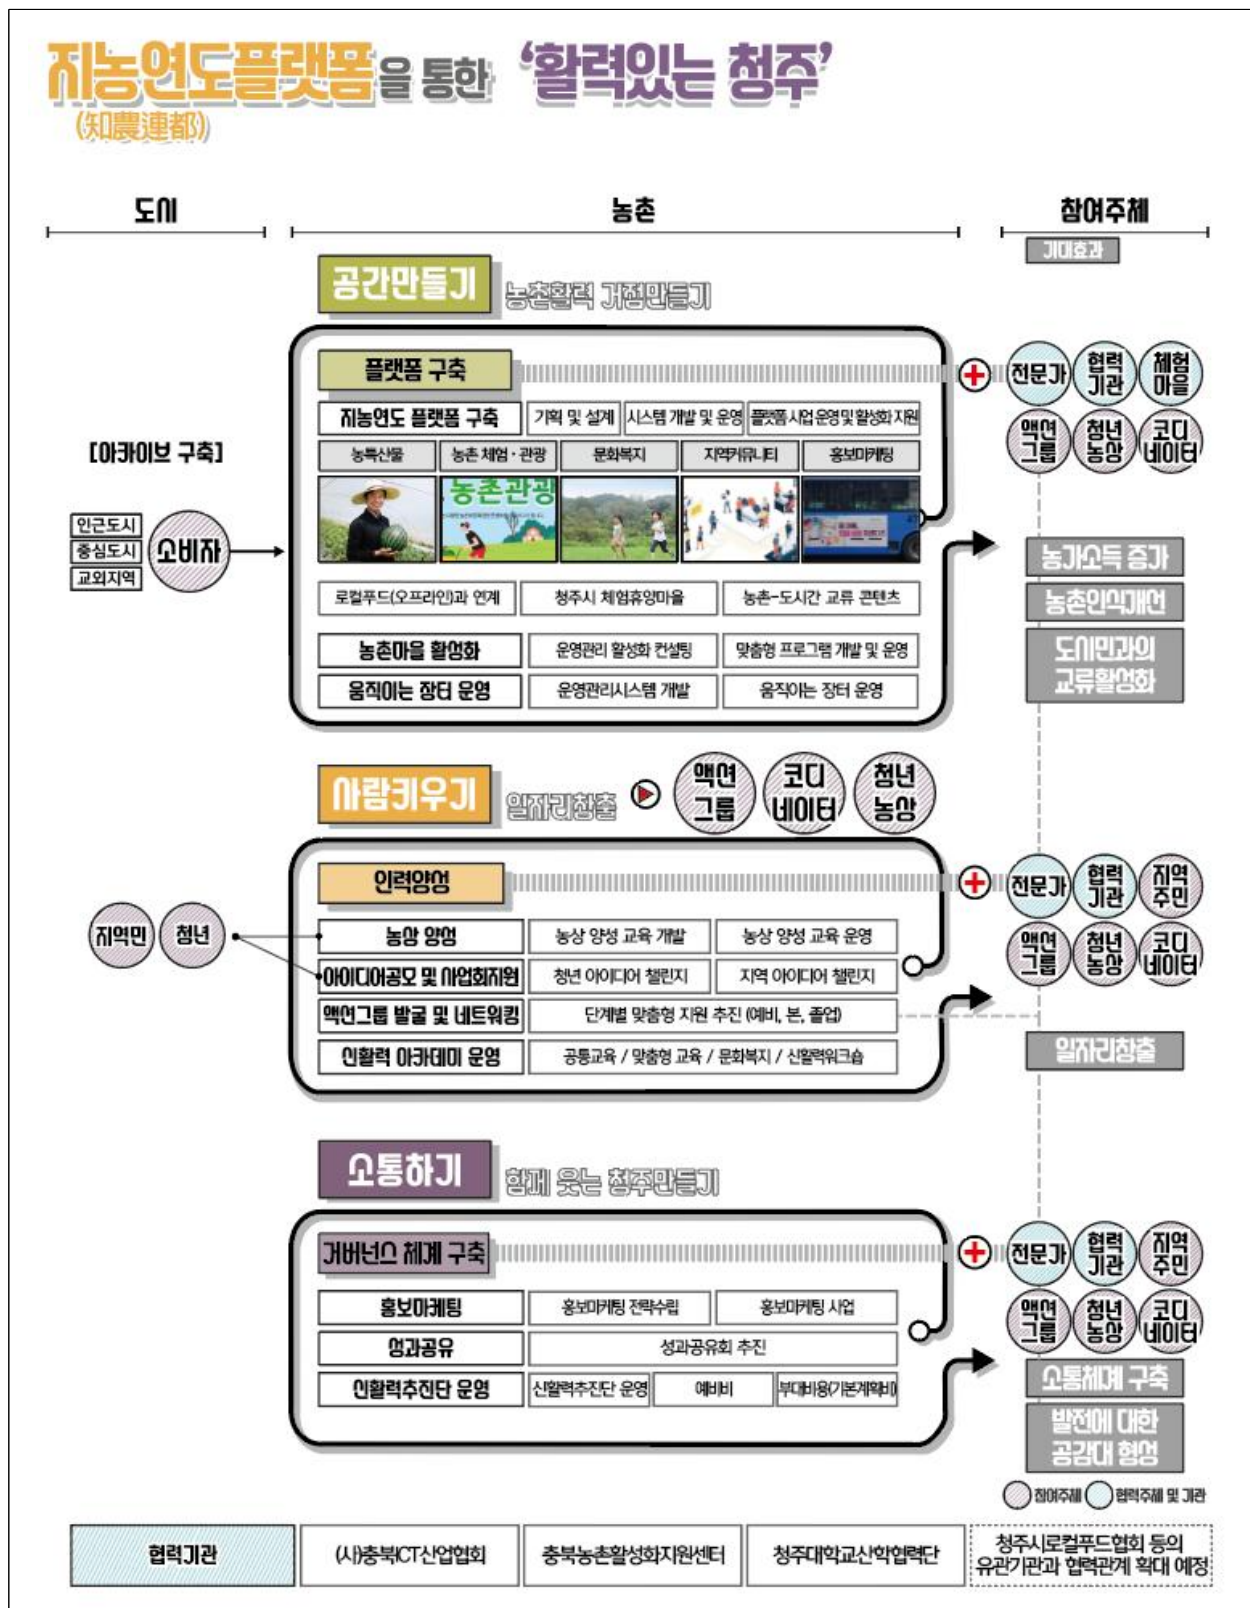 지농연도플랫폼을 통한 '활력있는 청주'
(知農連都)
도시
농촌
참여주체
기대효과
공간만들기
농촌활력 거점만들기
플랫폼 구축
전문가
협력
기관
체험
마을
지농연도 플랫폼 구축
기획 및 설계
시스템 개발 및 운영
플랫폼 사업 운영 및 활성화 지원
액션
그룹
청년
농상
코디
네이터
농특산물
농촌 체험·관광
문화복지
지역커뮤니티
홍보마케팅
농촌관광
[아카이브 구축]
인근도시
중심도시
교외지역
소비자
로컬푸드(오프라인)과 연계
청주시 체험휴양마을
농촌-도시간 교류 콘텐츠
농촌마을 활성화
운영관리 활성화 컨설팅
맞춤형 프로그램 개발 및 운영
움직이는 장터 운영
운영관리시스템 개발
움직이는 장터 운영
농가소득 증가
농촌인식개선
도시민과의
교류활성화
사람키우기
일자리창출
액션
그룹
코디
네이터
청년
농상
인력양성
전문가
협력
기관
지역
주민
액션
그룹
청년
농상
코디
네이터
지역민
청년
농상 양성
농상 양성 교육 개발
농상 양성 교육 운영
아이디어공모 및 사업회지원
청년 아이디어 챌린지
지역 아이디어 챌린지
액션그룹 발굴 및 네트워킹
단계별 맞춤형 지원 추진 (예비, 본, 졸업)
신활력 아카데미 운영
공통교육 / 맞춤형 교육 / 문화복지 / 신활력워크숍
일자리창출
소통하기
함께 웃는 청주만들기
거버넌스 체계 구축
전문가
협력
기관
지역
주민
액션
그룹
청년
농상
코디
네이터
홍보마케팅
홍보마케팅 전략수립
홍보마케팅 사업
성과공유
성과공유회 추진
신활력추진단 운영
신활력추진단 운영
예비비
부대비용(기본계획비)
소통체계 구축
발전에 대한
공감대 형성
참여주체
협력주체 및 기관
협력기관
(사)충북ICT산업협회
충북농촌활성화지원센터
청주대학교산학협력단
청주시로컬푸드협회 등의
유관기관과 협력관계 확대 예정